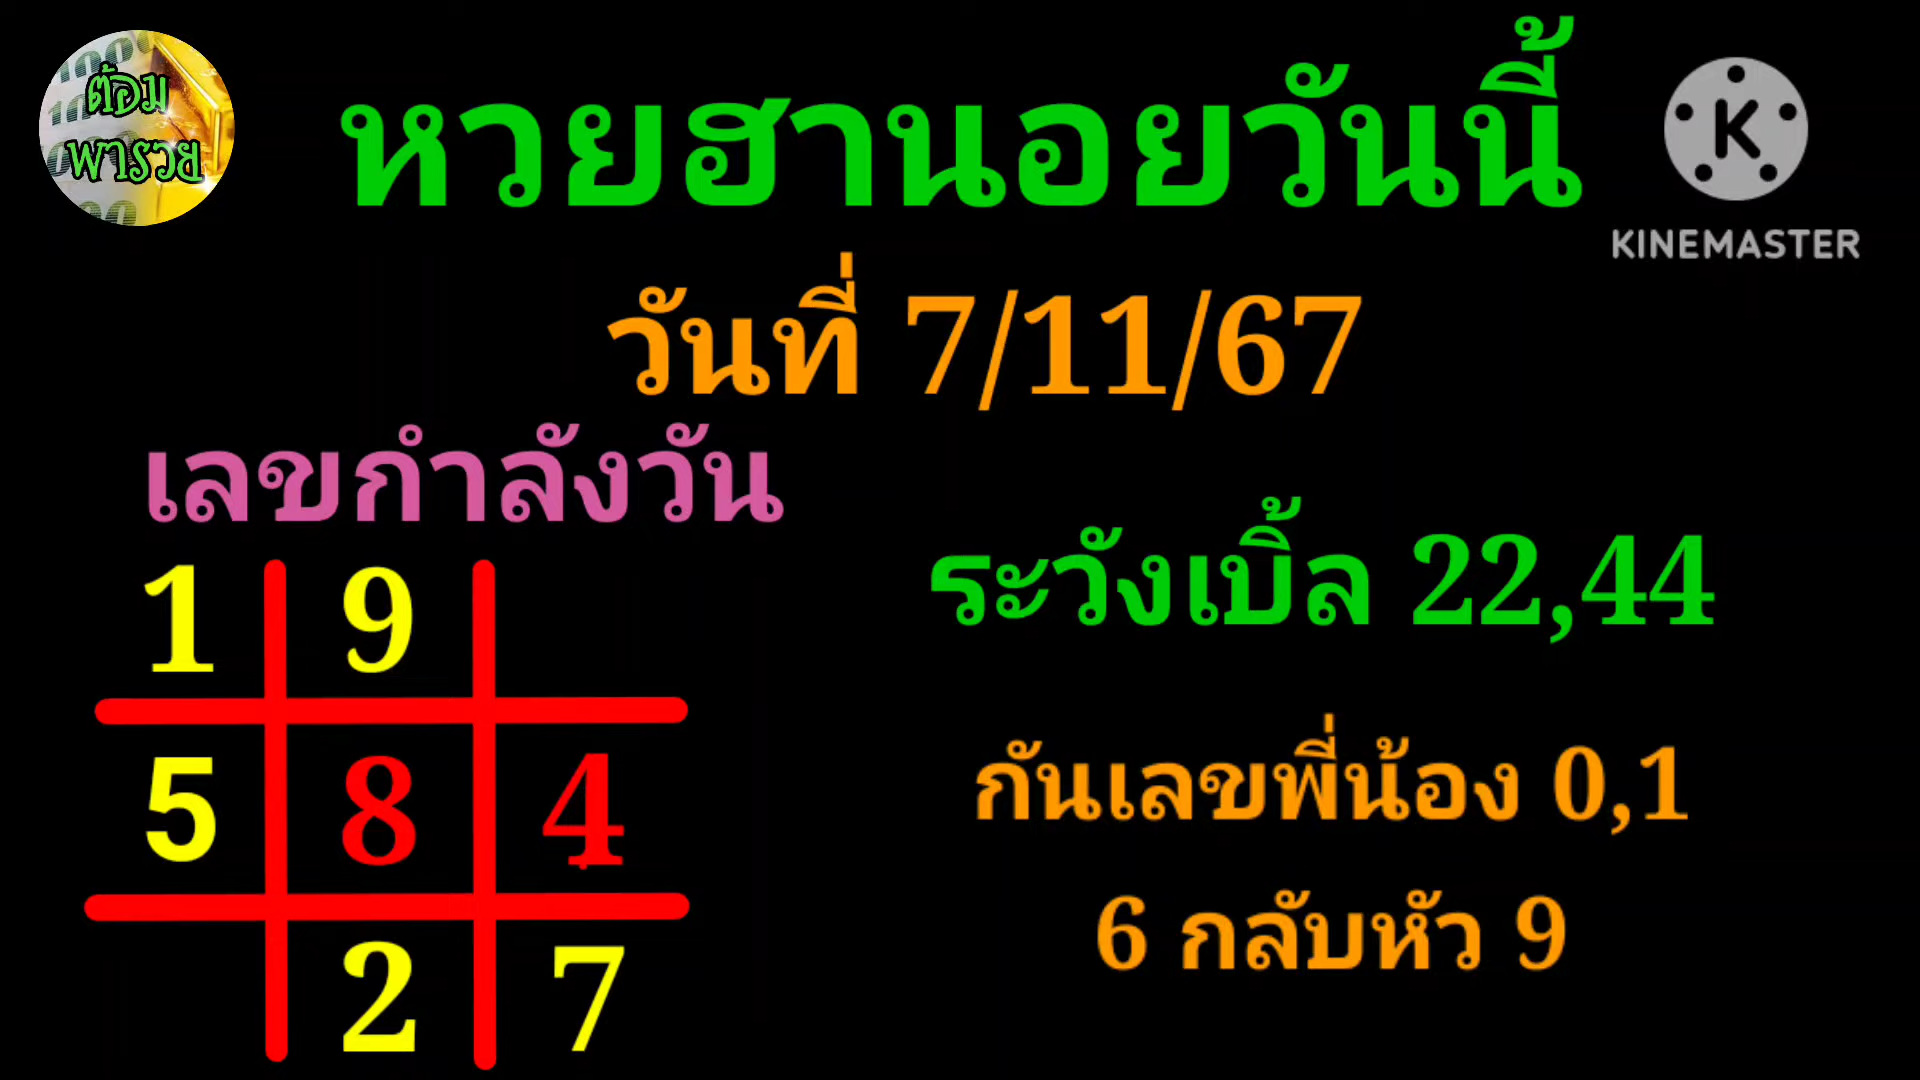 ต้อม
พารวย
หวยฮานอยวันนี้
K
KINEMASTER
วันที่ 7/11/67
เลขกำลังวัน
ระวังเบิ้ล 22,44
1 9
5 8 4
2 7
กันเลขพี่น้อง 0,1
6 กลับหัว 9